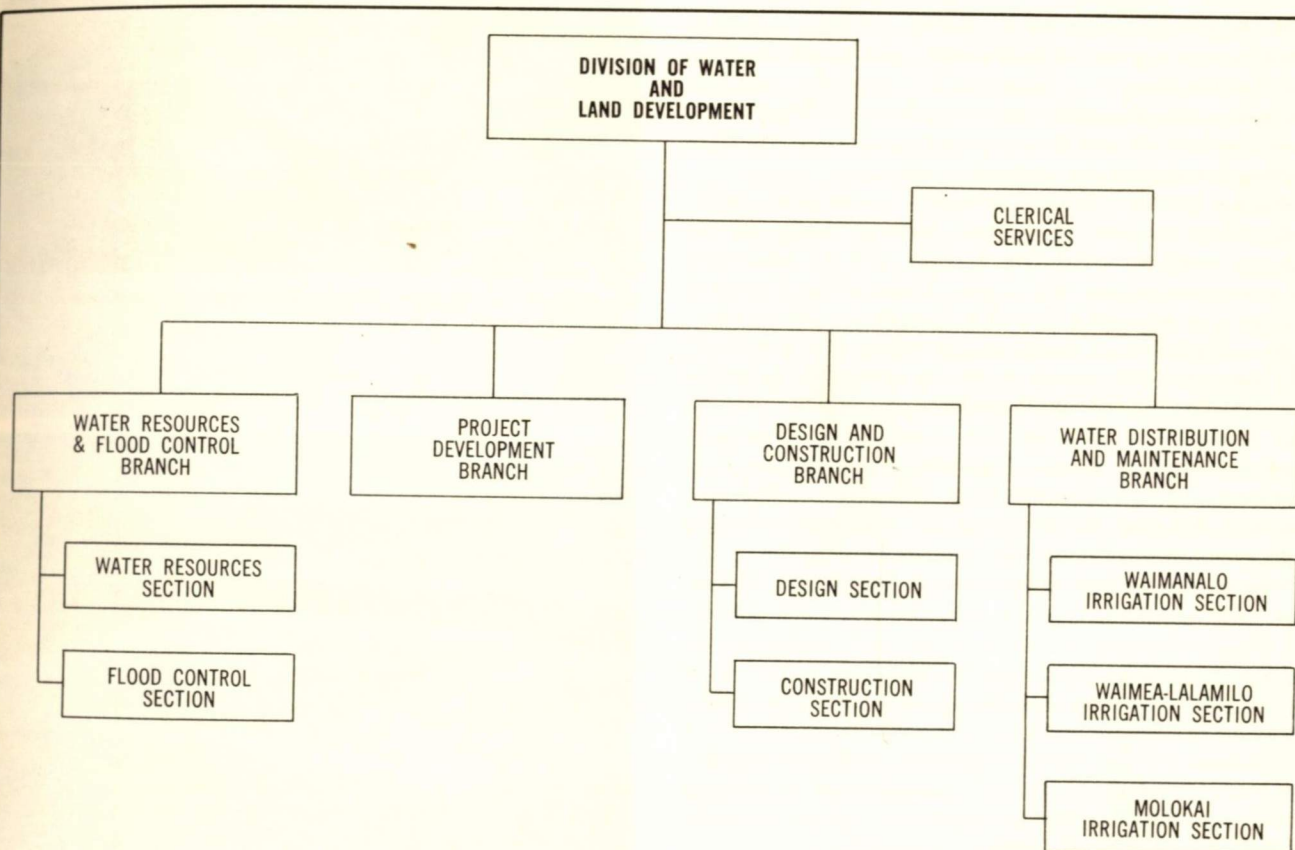 DIVISION OF WATER
AND
LAND DEVELOPMENT
CLERICAL
SERVICES
WATER RESOURCES
& FLOOD CONTROL
BRANCH
PROJECT
DEVELOPMENT
BRANCH
DESIGN AND
CONSTRUCTION
BRANCH
WATER DISTRIBUTION
AND MAINTENANCE
BRANCH
WATER RESOURCES
SECTION
FLOOD CONTROL
SECTION
DESIGN SECTION
CONSTRUCTION
SECTION
WAIMANALO
IRRIGATION SECTION
WAIMEA-LALAMILO
IRRIGATION SECTION
MOLOKAI
IRRIGATION SECTION